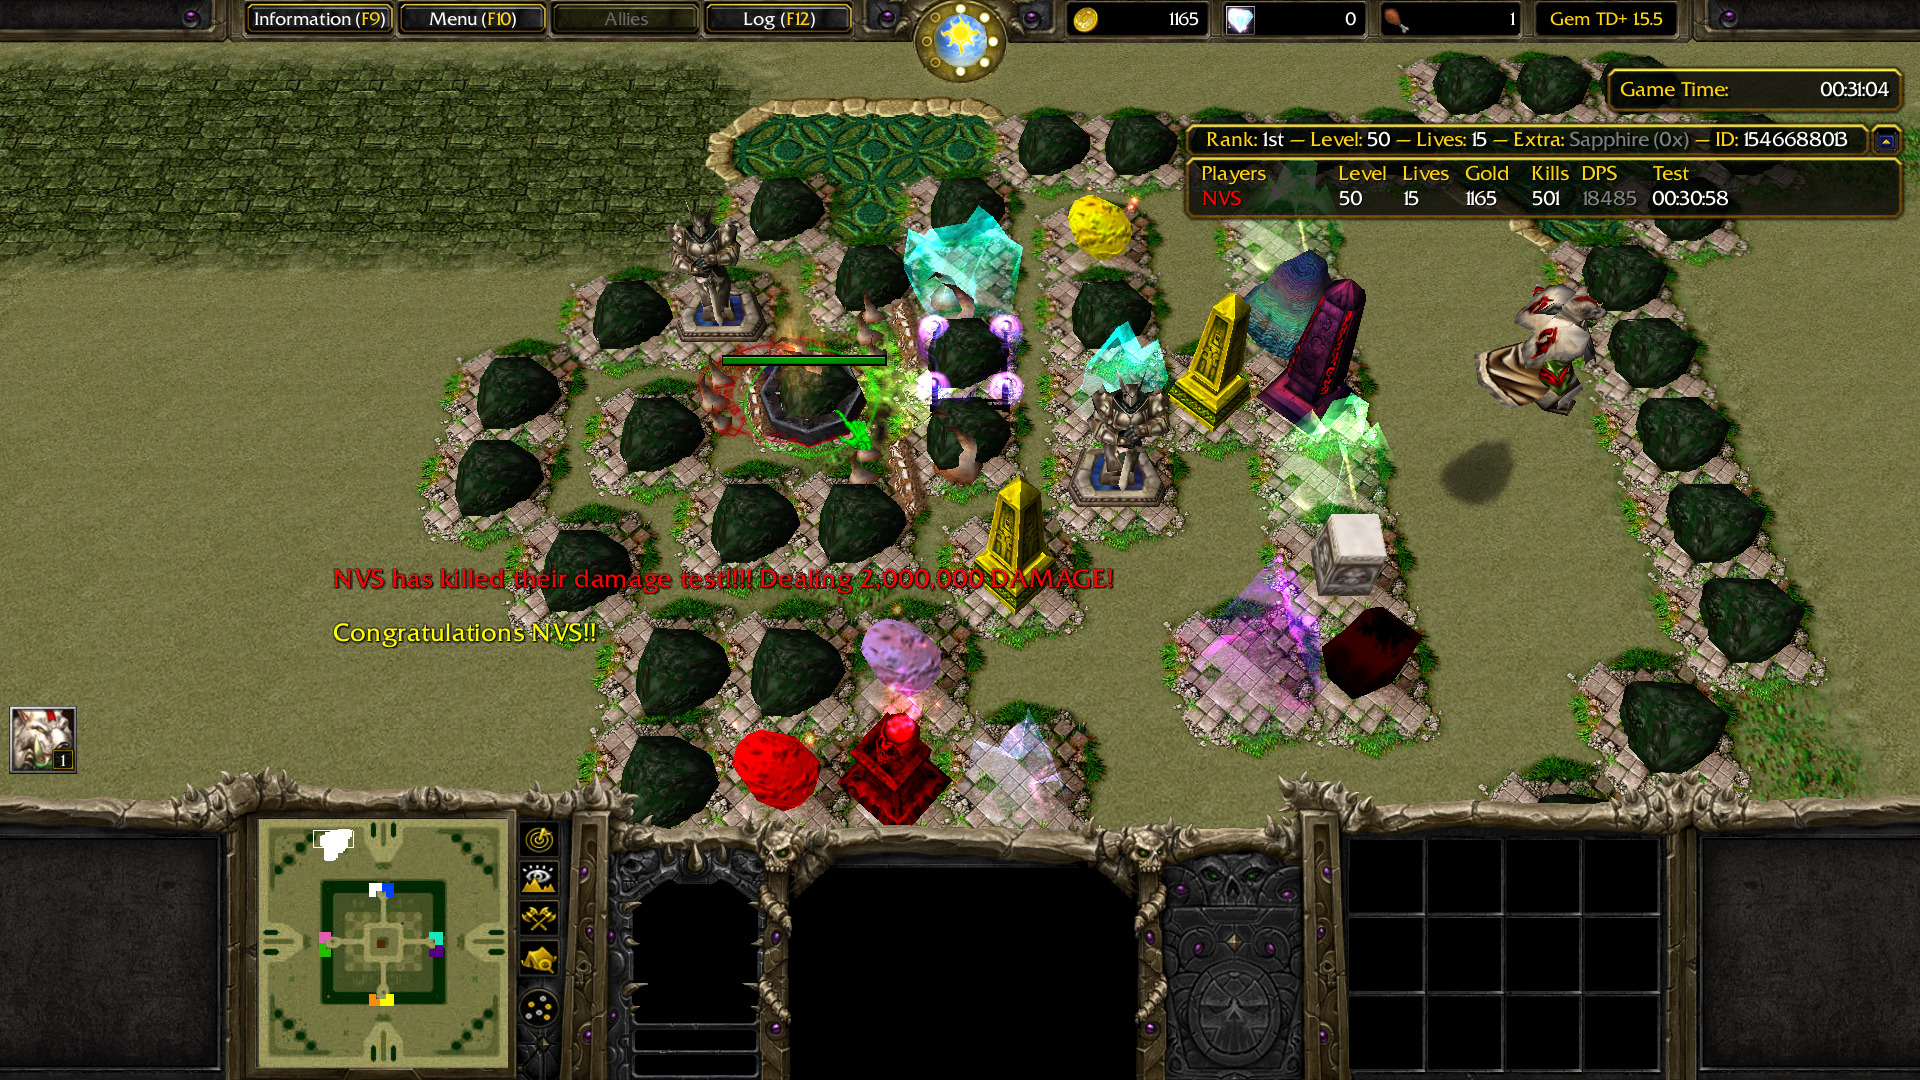 Information (F9)
Menu (F10)
Allies
Log (F12)
1165
0
1
Gem TD+ 15.5
Game Time: 00:31:04
Rank: 1st — Level: 50 — Lives: 15 — Extra: Sapphire (0x) — ID: 1546688013
Players Level Lives Gold Kills DPS Test
NVS 50 15 1165 501 18485 00:30:58
NVS has killed their damage test!!!! Dealing 2,000,000 DAMAGE!
Congratulations NVS!!
1